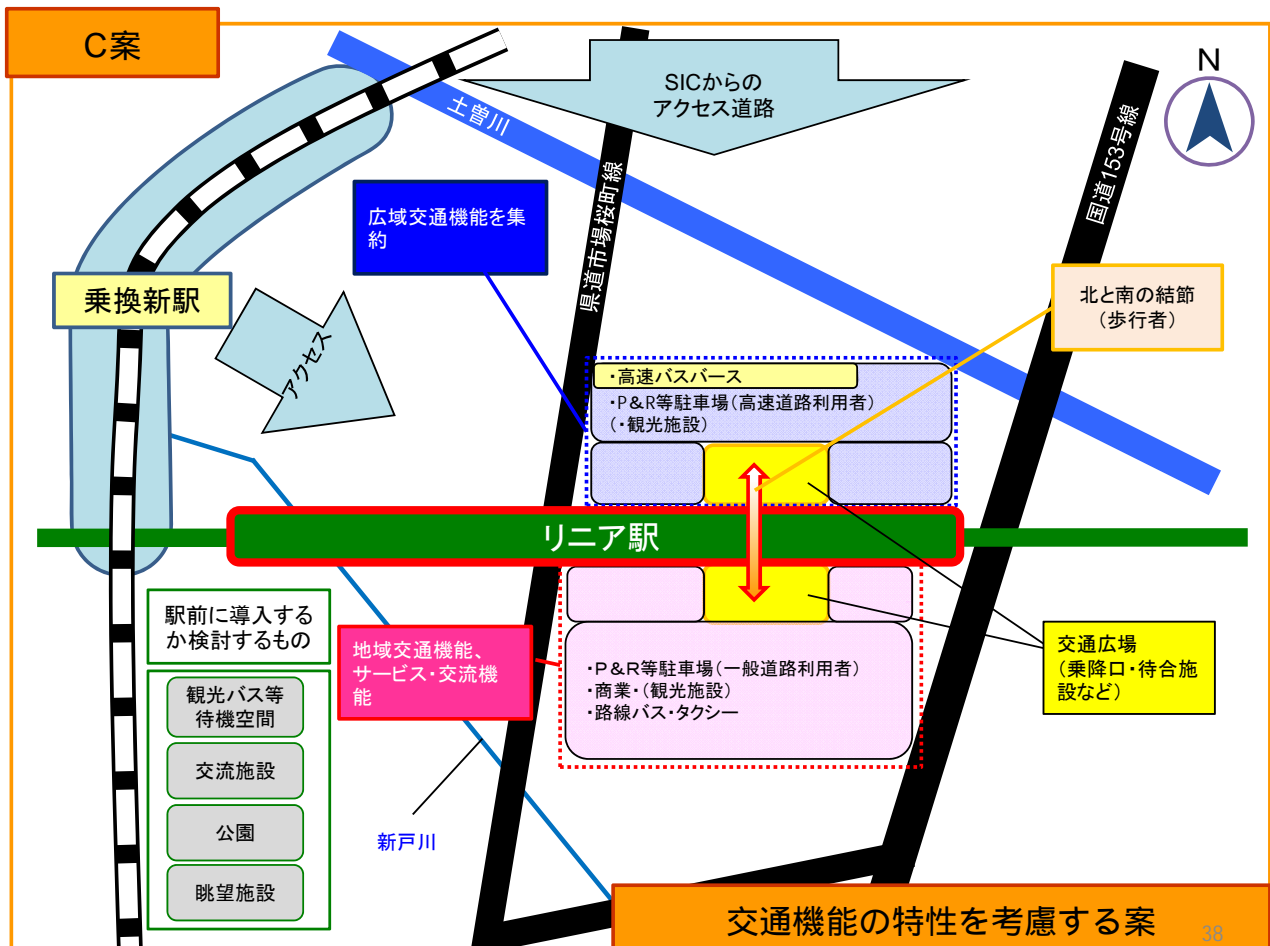 C案
SICからの
アクセス道路
N
土曽川
県道市場桜町線
国道153号線
広域交通機能を集
約
乗換新駅
アクセス
北と南の結節
（歩行者）
・高速バスバース
・P&R等駐車場（高速道路利用者）
（・観光施設）
リニア駅
駅前に導入する
か検討するもの
観光バス等
待機空間
交流施設
公園
眺望施設
地域交通機能、
サービス・交流機
能
・P&R等駐車場（一般道路利用者）
・商業・（観光施設）
・路線バス・タクシー
交通広場
（乗降口・待合施
設など）
新戸川
交通機能の特性を考慮する案
38